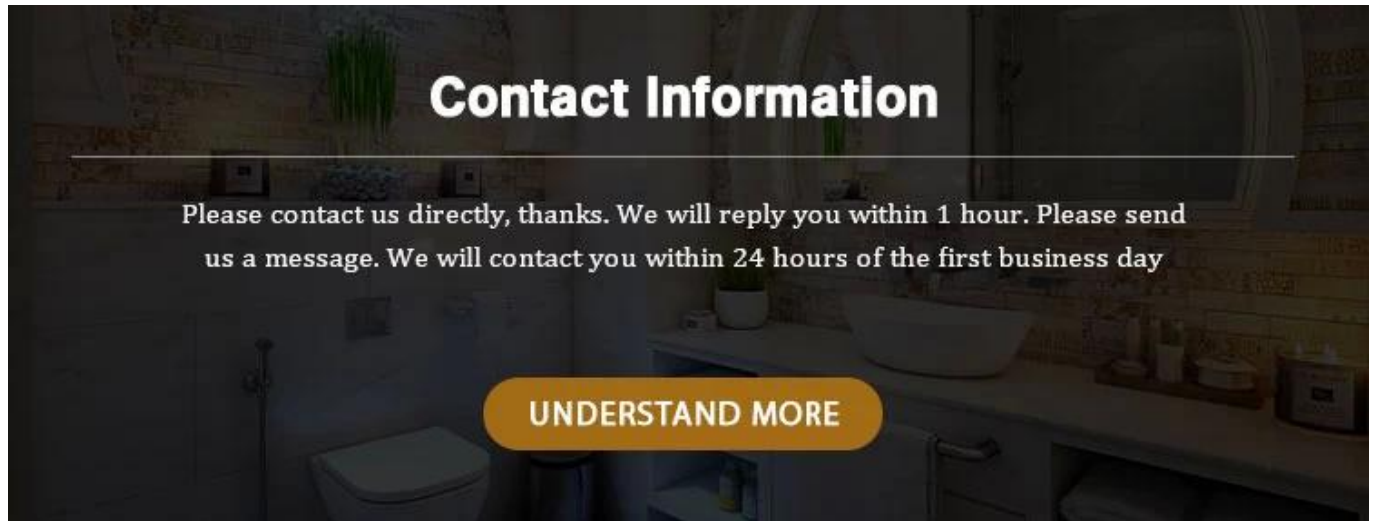 Contact Information
Please contact us directly, thanks. We will reply you within 1 hour. Please send
us a message. We will contact you within 24 hours of the first business day
UNDERSTAND MORE